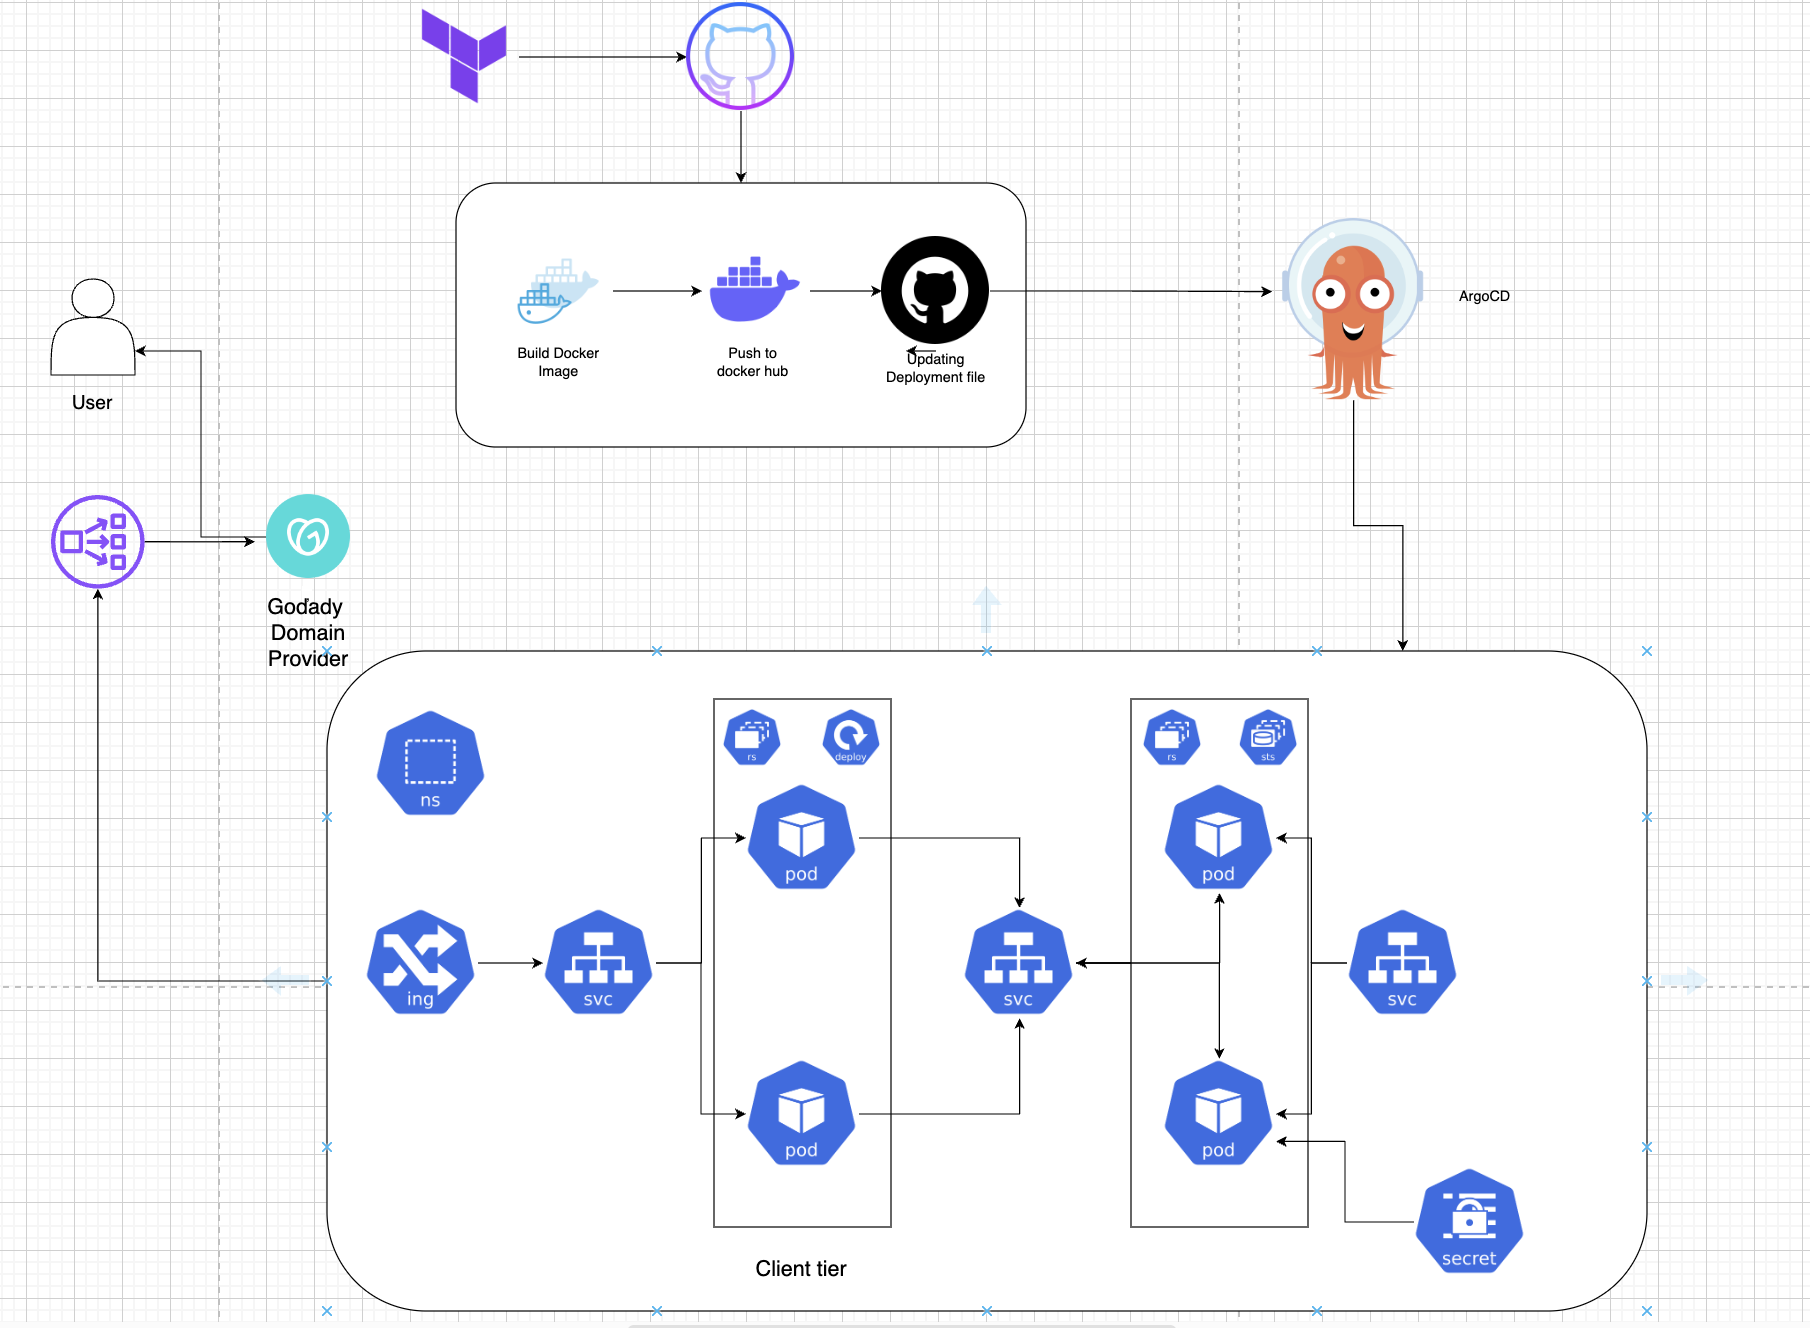 Build Docker
Image
Push to
docker hub
Updating
Deployment file
ArgoCD
User
Goďady
Domain
Provider
ns
rs
deploy
rs
sts
pod
pod
ing
svc
svc
svc
pod
pod
secret
Client tier